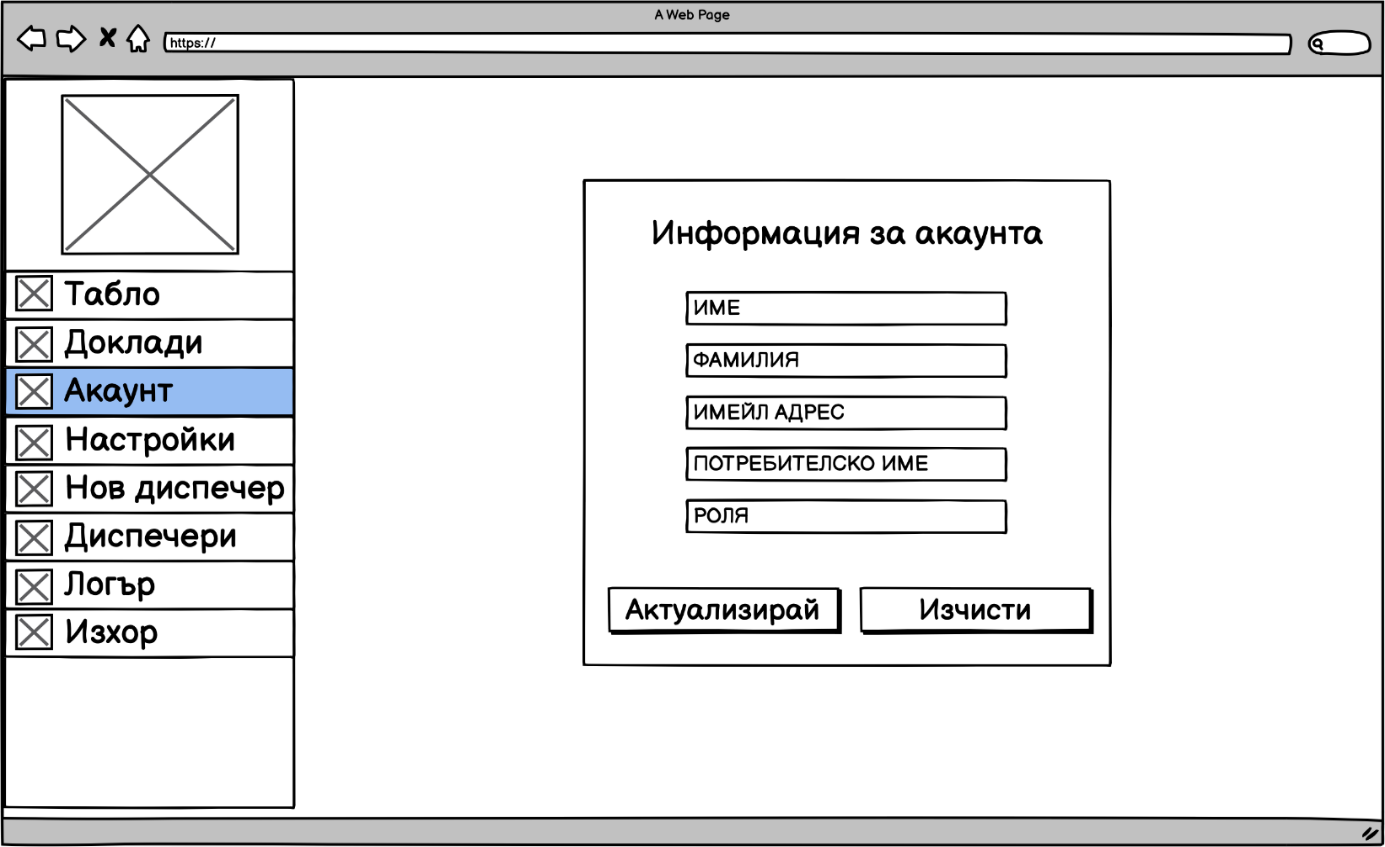 A Web Page
https://
Табло
Доклади
Акаунт
Настройки
Нов диспечер
Диспечери
Логър
Изхор
Информация за акаунта
ИМЕ
ФАМИЛИЯ
ИМЕЙЛ АДРЕС
ПОТРЕБИТЕЛСКО ИМЕ
РОЛЯ
Актуализирай
Изчисти